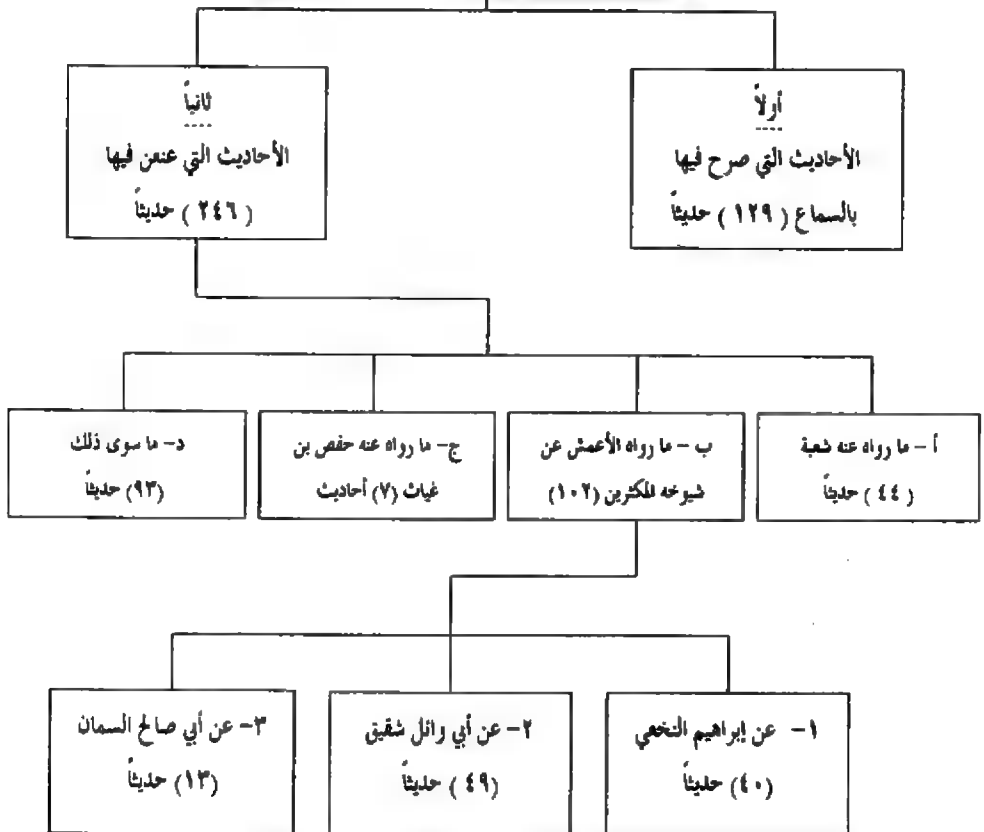 أولاً
الأحاديث التي صرح فيها
بالسماع ( ١٢٩ ) حديثاً
ثانياً
الأحاديث التي عنعن فيها
( ٢٤٦ ) حديثاً
أ – ما رواه عنه شعبة
( ٤٤ ) حديثاً
ب – ما رواه الأعمش عن
شيوخه المكثرين (١٠٢)
ج– ما رواه عنه حفص بن
غياث (٧) أحاديث
د– ما سوى ذلك
(٩٣) حديثاً
١– عن إبراهيم النخعي
(٤٠) حديثاً
٢– عن أبي وائل شقيق
(٤٩) حديثاً
٣– عن أبي صالح السمان
(١٣) حديثاً